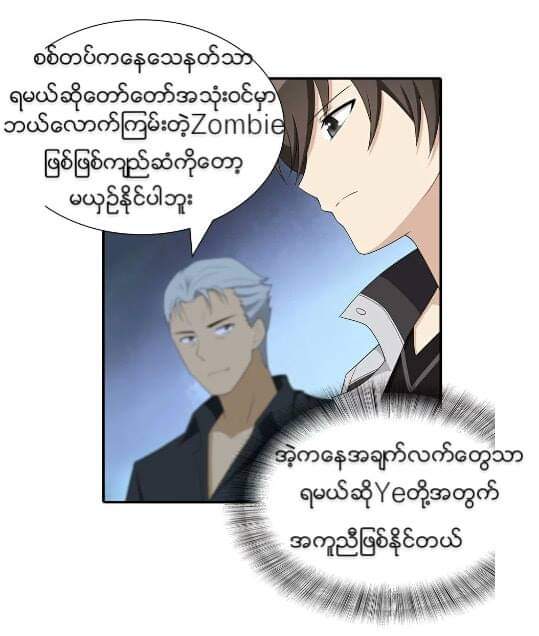 စစ်တပ်ကနေသေနတ်သာ
ရမယ်ဆိုတော်တော်အသုံးဝင်မှာ
ဘယ်လောက်ကြမ်းတဲ့Zombie
ဖြစ်ဖြစ်ကျည်ဆံကိုတော့
မယှဉ်နိုင်ပါဘူး
အဲ့ကနေအချက်လက်တွေသာ
ရမယ်ဆိုYeတို့အတွက်
အကူညီဖြစ်နိုင်တယ်